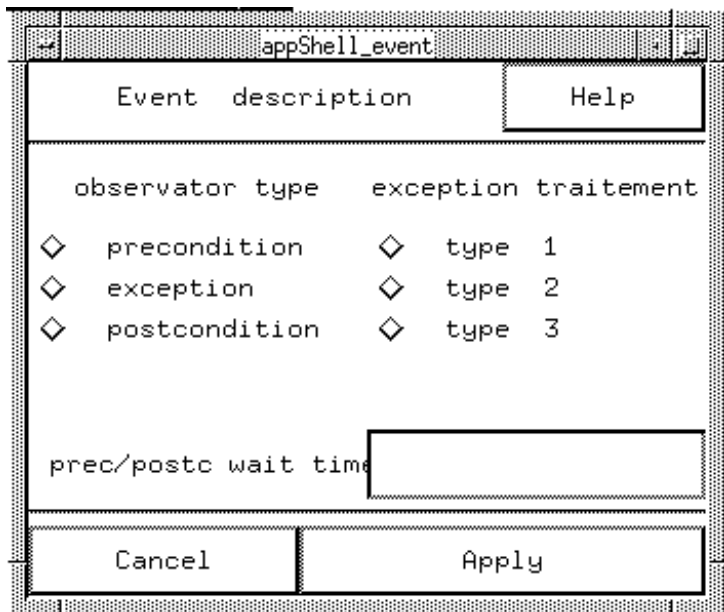 appShell_event
Event description Help
observator type exception traitement
precondition type 1
exception type 2
postcondition type 3
prec/postc wait time
Cancel Apply